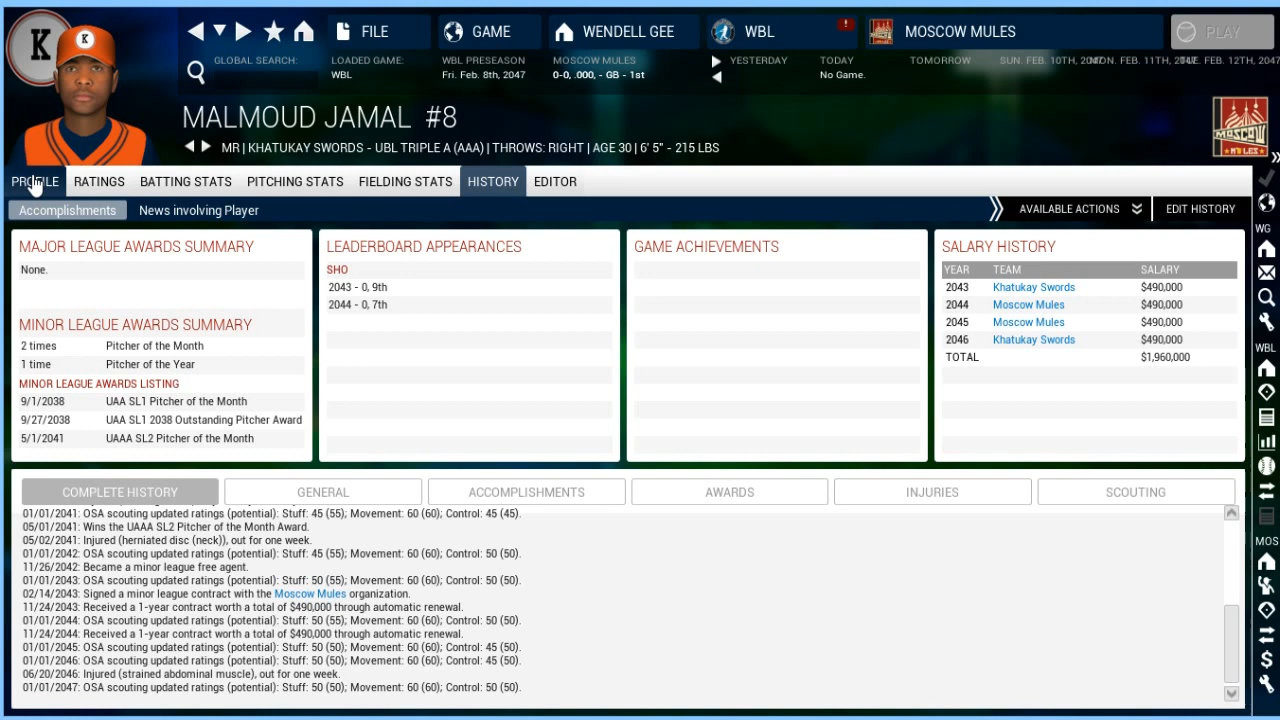 FILE
GAME
WENDELL GEE
WBL
!
MOSCOW MULES
PLAY
GLOBAL SEARCH:
LOADED GAME:
WBL
WBL PRESEASON
Fri. Feb. 8th, 2047
MOSCOW MULES
0-0, .000, - GB - 1st
YESTERDAY
TODAY
No Game.
TOMORROW
SUN. FEB. 10TH,
MON. FEB. 11TH,
FEB. 12TH, 2047
K
K
MALMOUD JAMAL #8
MR | KHATUKAY SWORDS - UBL TRIPLE A (AAA) | THROWS: RIGHT | AGE 30 | 6' 5" - 215 LBS
MOSCOW
MULES
PROFILE
RATINGS
BATTING STATS
PITCHING STATS
FIELDING STATS
HISTORY
EDITOR
Accomplishments
News involving Player
AVAILABLE ACTIONS
EDIT HISTORY
MAJOR LEAGUE AWARDS SUMMARY
None.
MINOR LEAGUE AWARDS SUMMARY
2 times Pitcher of the Month
1 time Pitcher of the Year
MINOR LEAGUE AWARDS LISTING
9/1/2038 UAA SL1 Pitcher of the Month
9/27/2038 UAA SL1 2038 Outstanding Pitcher Award
5/1/2041 UAAA SL2 Pitcher of the Month
LEADERBOARD APPEARANCES
SHO
2043 - 0, 9th
2044 - 0, 7th
GAME ACHIEVEMENTS
SALARY HISTORY
YEAR TEAM SALARY
2043 Khatukay Swords $490,000
2044 Moscow Mules $490,000
2045 Moscow Mules $490,000
2046 Khatukay Swords $490,000
TOTAL $1,960,000
WG
WBL
MOS
$
COMPLETE HISTORY
GENERAL
ACCOMPLISHMENTS
AWARDS
INJURIES
SCOUTING
01/01/2041: OSA scouting updated ratings (potential): Stuff: 45 (55); Movement: 60 (60); Control: 45 (45).
05/01/2041: Wins the UAAA SL2 Pitcher of the Month Award.
05/02/2041: Injured (herniated disc (neck)), out for one week.
01/01/2042: OSA scouting updated ratings (potential): Stuff: 45 (55); Movement: 60 (60); Control: 50 (50).
11/26/2042: Became a minor league free agent.
01/01/2043: OSA scouting updated ratings (potential): Stuff: 50 (55); Movement: 60 (60); Control: 50 (50).
02/14/2043: Signed a minor league contract with the Moscow Mules organization.
11/24/2043: Received a 1-year contract worth a total of $490,000 through automatic renewal.
01/01/2044: OSA scouting updated ratings (potential): Stuff: 50 (55); Movement: 60 (60); Control: 50 (50).
11/24/2044: Received a 1-year contract worth a total of $490,000 through automatic renewal.
01/01/2045: OSA scouting updated ratings (potential): Stuff: 50 (50); Movement: 60 (60); Control: 45 (50).
01/01/2046: OSA scouting updated ratings (potential): Stuff: 50 (50); Movement: 60 (60); Control: 45 (50).
06/20/2046: Injured (strained abdominal muscle), out for one week.
01/01/2047: OSA scouting updated ratings (potential): Stuff: 50 (50); Movement: 60 (60); Control: 50 (50).